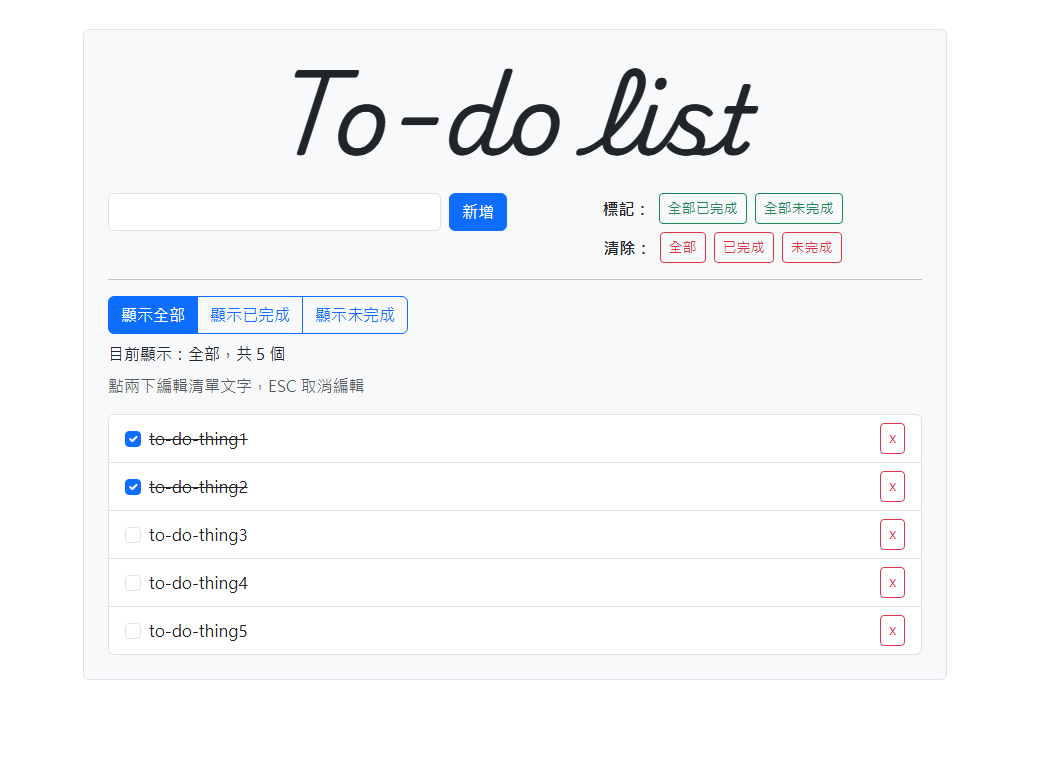 To-do list
新增
標記： 全部已完成 全部未完成
清除： 全部 已完成 未完成
顯示全部 顯示已完成 顯示未完成
目前顯示：全部，共 5 個
點兩下編輯清單文字，ESC 取消編輯
to-do-thing1 x
to-do-thing2 x
to-do-thing3 x
to-do-thing4 x
to-do-thing5 x